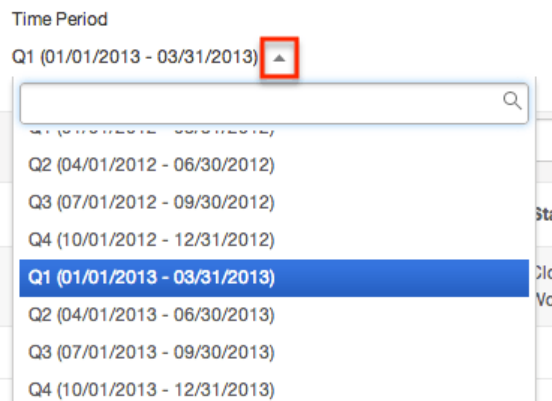 Time Period
Q1 (01/01/2013 - 03/31/2013)
Q2 (04/01/2012 - 06/30/2012)
Q3 (07/01/2012 - 09/30/2012)
Q4 (10/01/2012 - 12/31/2012)
Q1 (01/01/2013 - 03/31/2013)
Q2 (04/01/2013 - 06/30/2013)
Q3 (07/01/2013 - 09/30/2013)
Q4 (10/01/2013 - 12/31/2013)